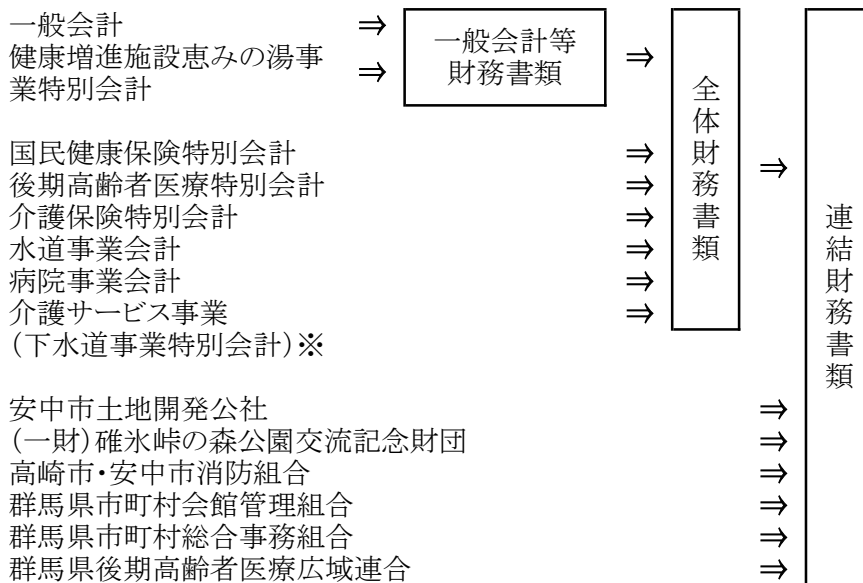 一般会計 ⇒
健康増進施設恵みの湯事
業特別会計 ⇒
一般会計等
財務書類 ⇒
国民健康保険特別会計 ⇒
後期高齢者医療特別会計 ⇒
介護保険特別会計 ⇒
水道事業会計 ⇒
病院事業会計 ⇒
介護サービス事業 ⇒
(下水道事業特別会計)※
全体財務書類 ⇒
安中市土地開発公社 ⇒
(一財)碓氷峠の森公園交流記念財団 ⇒
高崎市・安中市消防組合 ⇒
群馬県市町村会館管理組合 ⇒
群馬県市町村総合事務組合 ⇒
群馬県後期高齢者医療広域連合 ⇒
連結財務書類